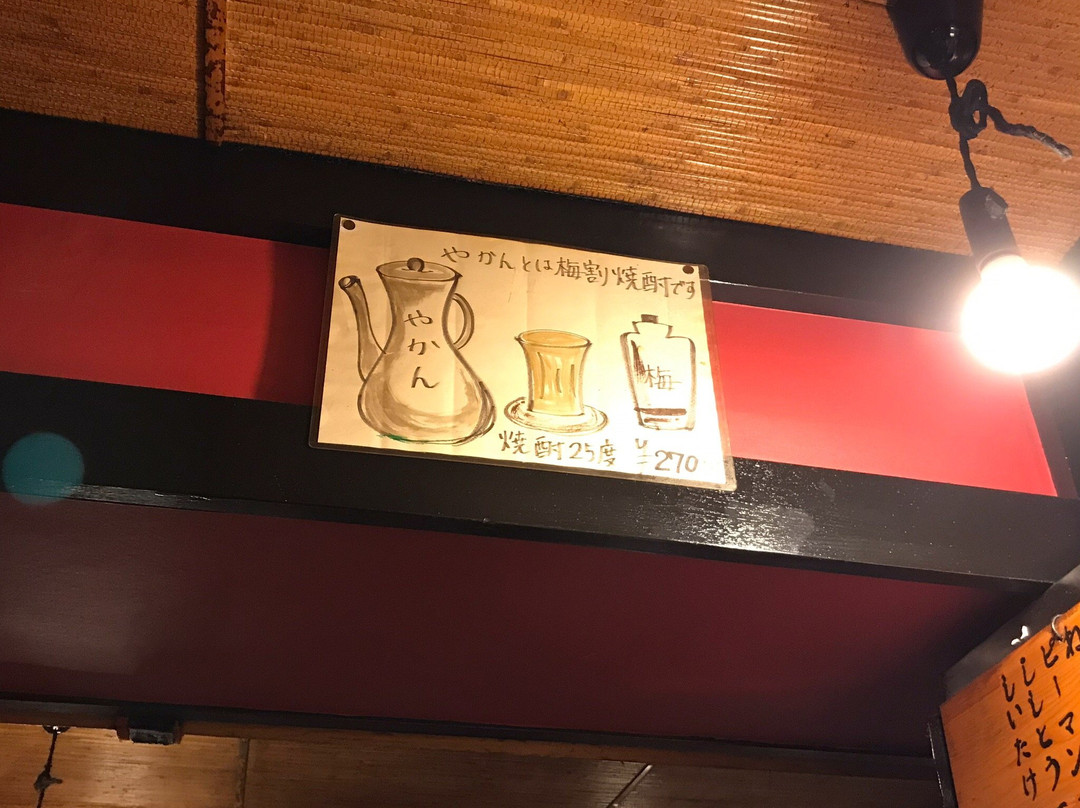 やかんとは梅割り焼酎です
やかん
梅
焼酎25度 ¥270
ピーマン
ししとう
しいたけ